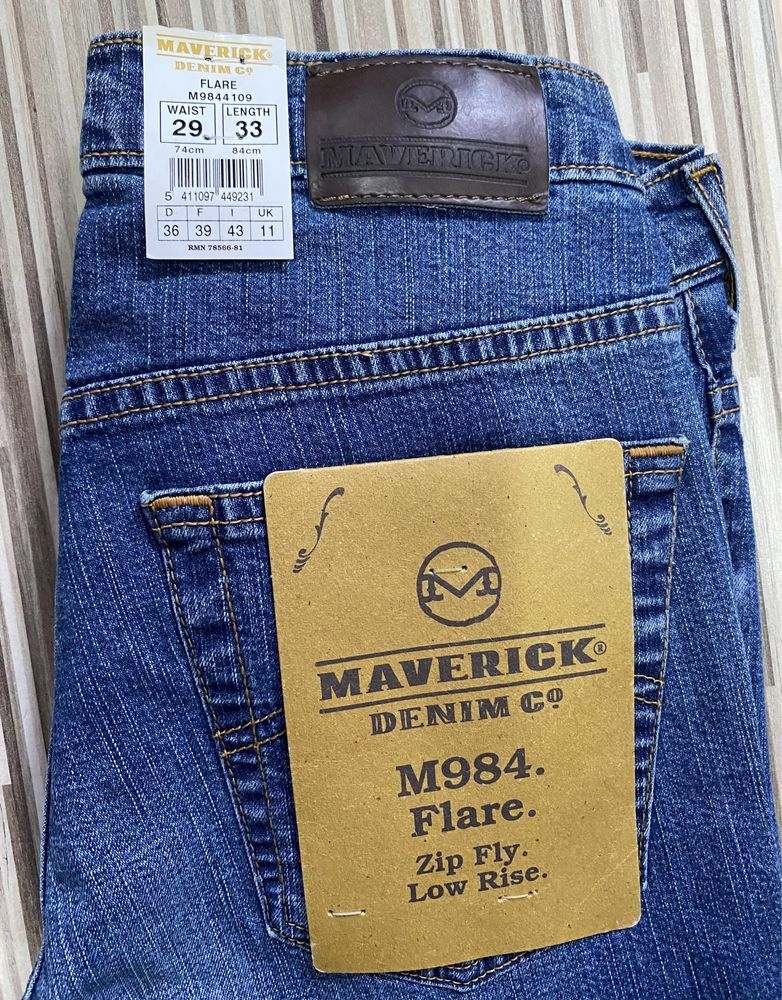 MAVERICK®
DENIM Cº
FLARE
M9844109
WAIST LENGTH
29 33
74cm 84cm
5 411097 449231
D F I UK
36 39 43 11
RMN 78566-81
M
MAVERICK®
M
MAVERICK®
DENIM Cº
M984.
Flare.
Zip Fly.
Low Rise.